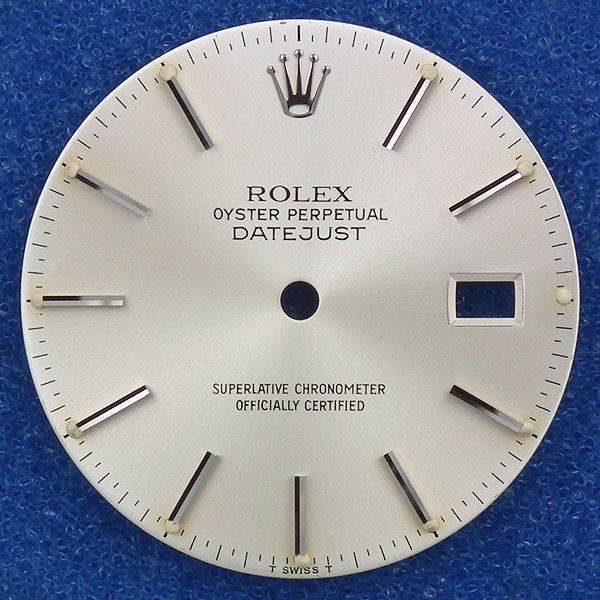 ROLEX
OYSTER PERPETUAL
DATEJUST
SUPERLATIVE CHRONOMETER
OFFICIALLY CERTIFIED
T SWISS T